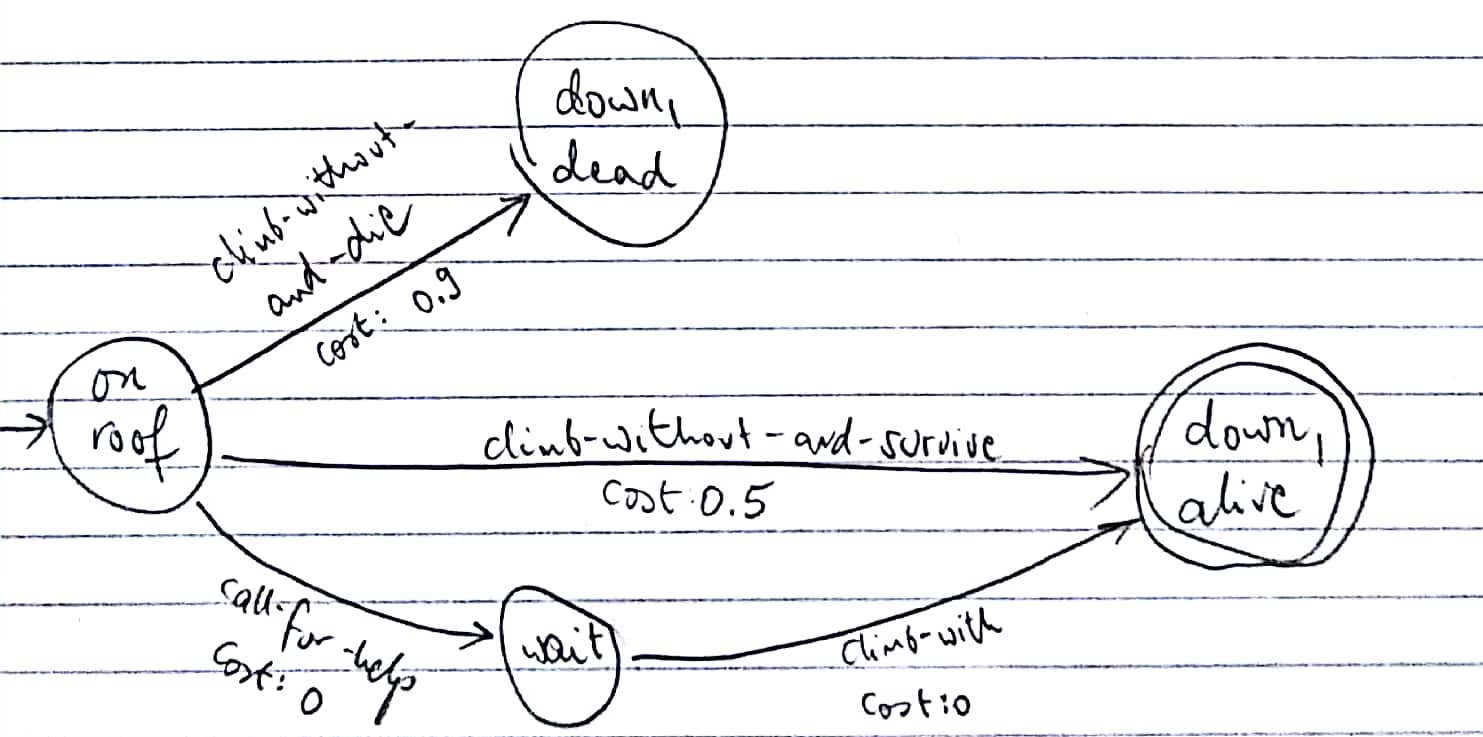 down,
dead
climb-without-
and-die
cost: 0.9
on
roof
climb-without-and-survive
cost: 0.5
down,
alive
call-
for-help
cost:
0
wait
climb-with
cost: 0